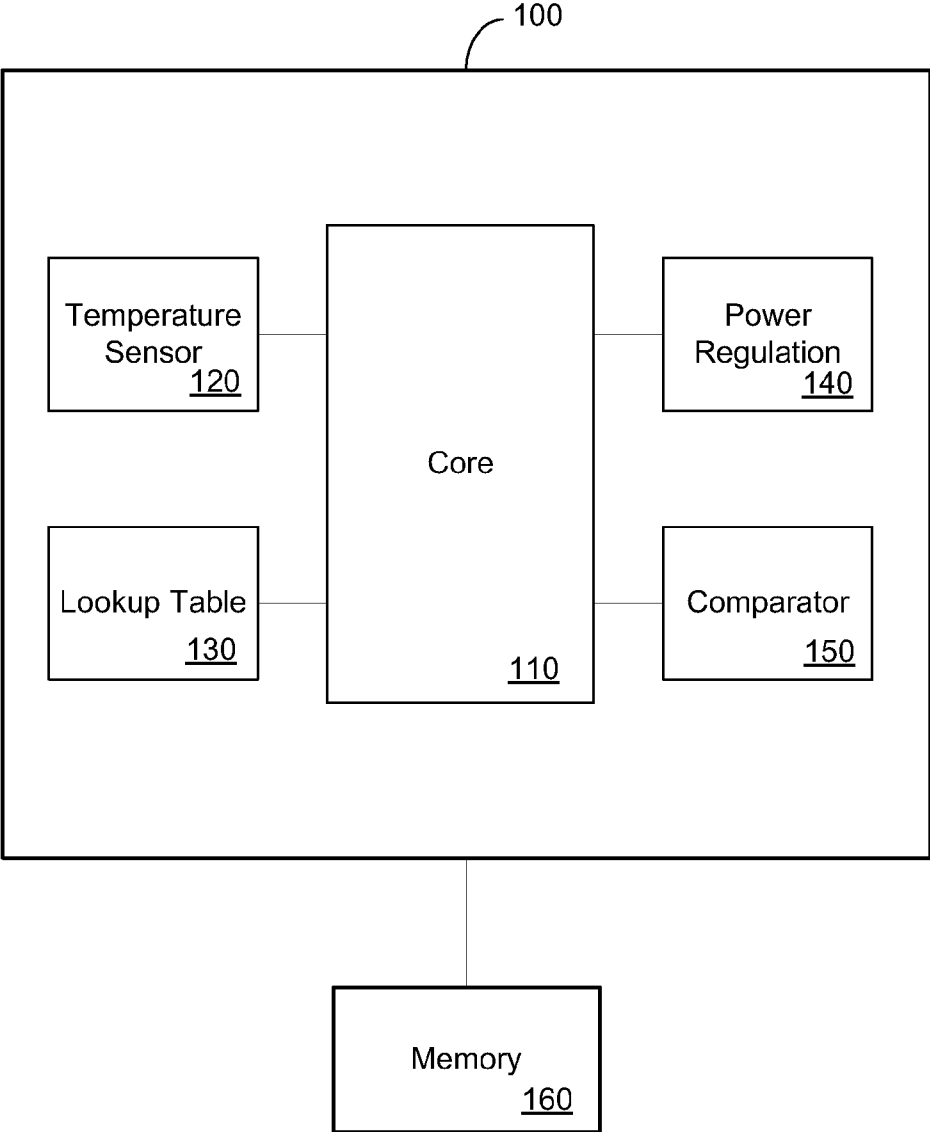 100
Temperature
Sensor
120
Power
Regulation
140
Core
110
Lookup Table
130
Comparator
150
Memory
160